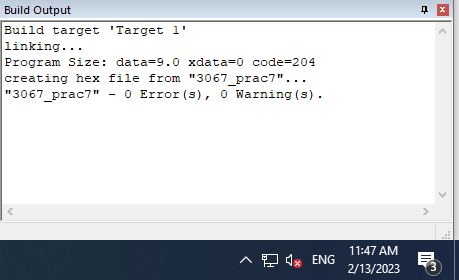 Build Output
Build target 'Target 1'
linking...
Program Size: data=9.0 xdata=0 code=204
creating hex file from "3067_prac7"...
"3067_prac7" - 0 Error(s), 0 Warning(s).
ENG
11:47 AM
2/13/2023
3